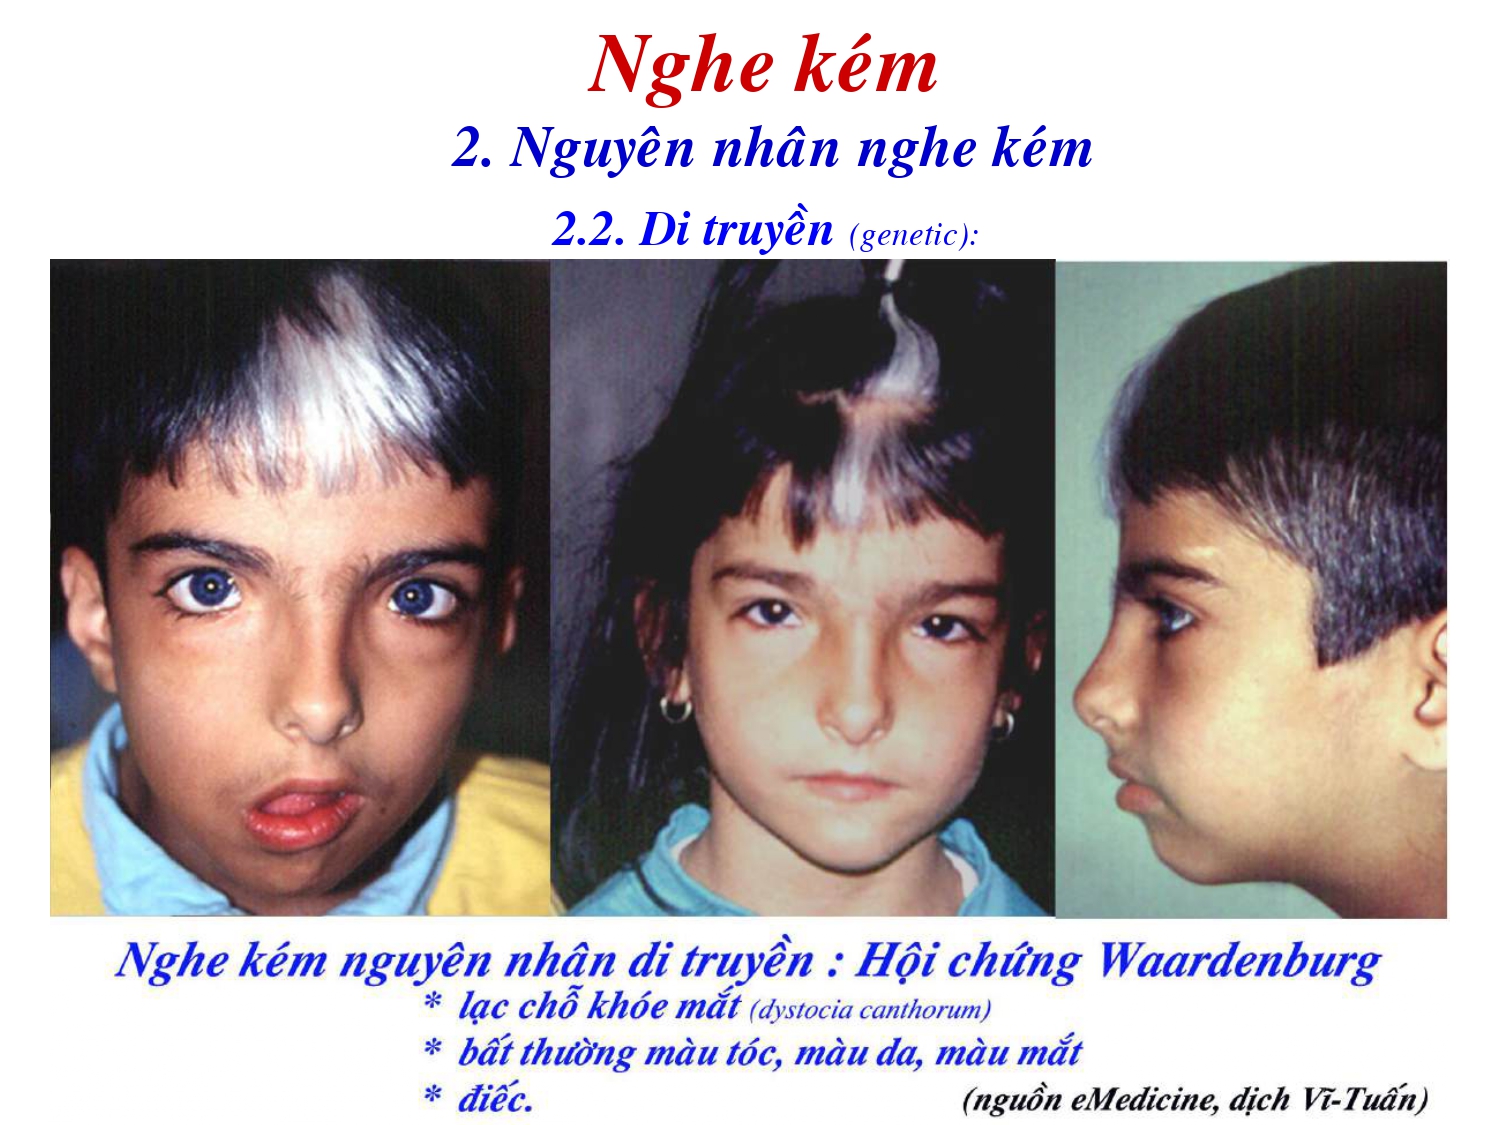 Nghe kém
2. Nguyên nhân nghe kém
2.2. Di truyền (genetic):
Nghe kém nguyên nhân di truyền : Hội chứng Waardenburg
* lạc chỗ khóe mắt (dystocia canthorum)
* bất thường màu tóc, màu da, màu mắt
* điếc.
(nguồn eMedicine, dịch Vĩ-Tuấn)